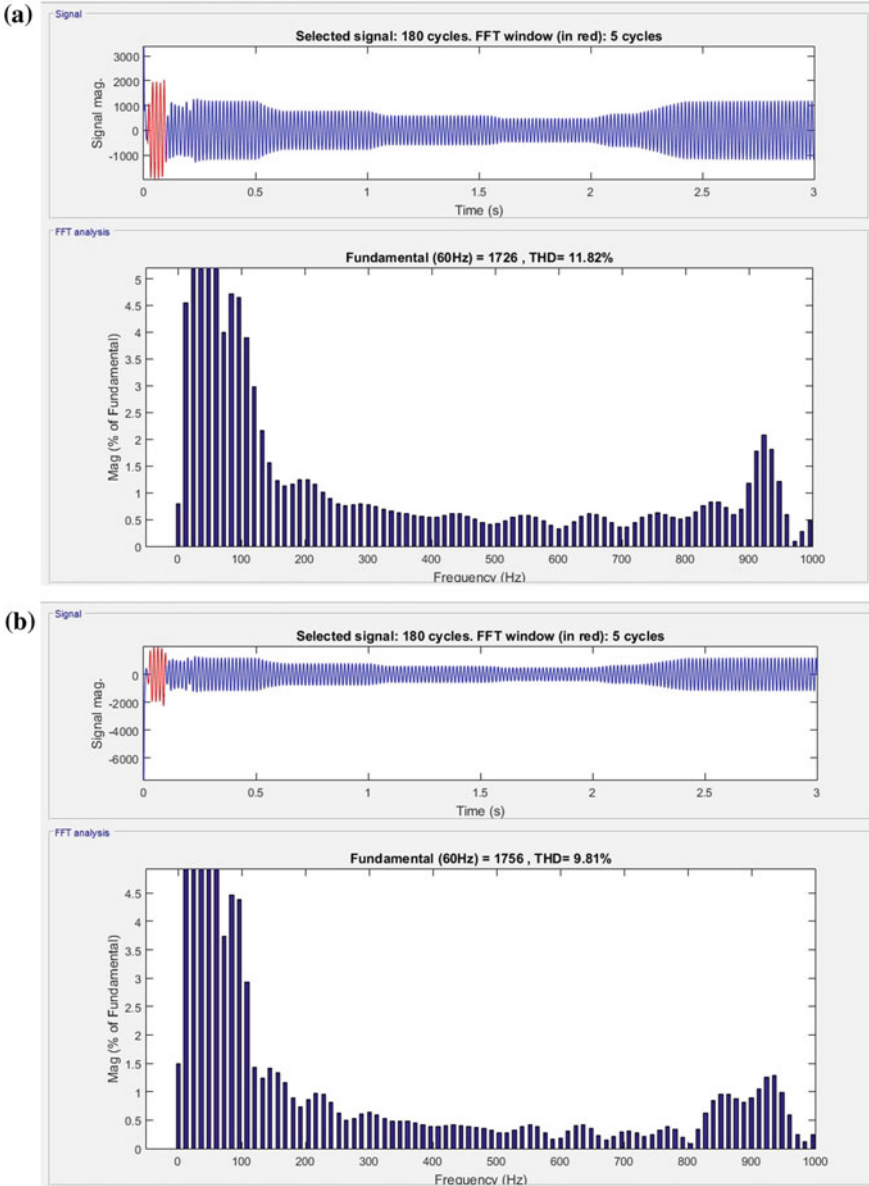 (a)
Signal
Selected signal: 180 cycles. FFT window (in red): 5 cycles
3000
2000
1000
0
-1000
Signal mag.
0 0.5 1 1.5 2 2.5 3
Time (s)
FFT analysis
Fundamental (60Hz) = 1726 , THD= 11.82%
5
4.5
4
3.5
3
2.5
2
1.5
1
0.5
0
Mag (% of Fundamental)
0 100 200 300 400 500 600 700 800 900 1000
Frequency (Hz)
(b)
Signal
Selected signal: 180 cycles. FFT window (in red): 5 cycles
0
-2000
-4000
-6000
Signal mag.
0 0.5 1 1.5 2 2.5 3
Time (s)
FFT analysis
Fundamental (60Hz) = 1756 , THD= 9.81%
4.5
4
3.5
3
2.5
2
1.5
1
0.5
0
Mag (% of Fundamental)
0 100 200 300 400 500 600 700 800 900 1000
Frequency (Hz)